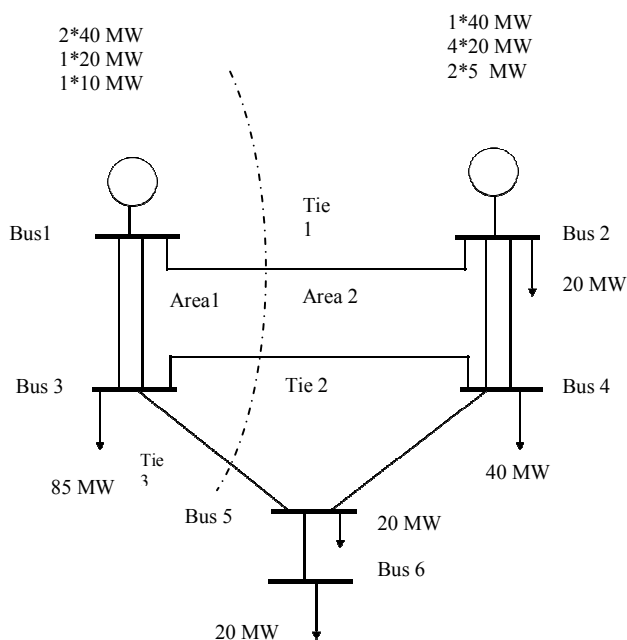 2*40 MW
1*20 MW
1*10 MW
1*40 MW
4*20 MW
2*5 MW
Tie
1
Bus1
Bus 2
20 MW
Area1
Area 2
Bus 3
Tie 2
Bus 4
85 MW
Tie
3
40 MW
Bus 5
20 MW
Bus 6
20 MW